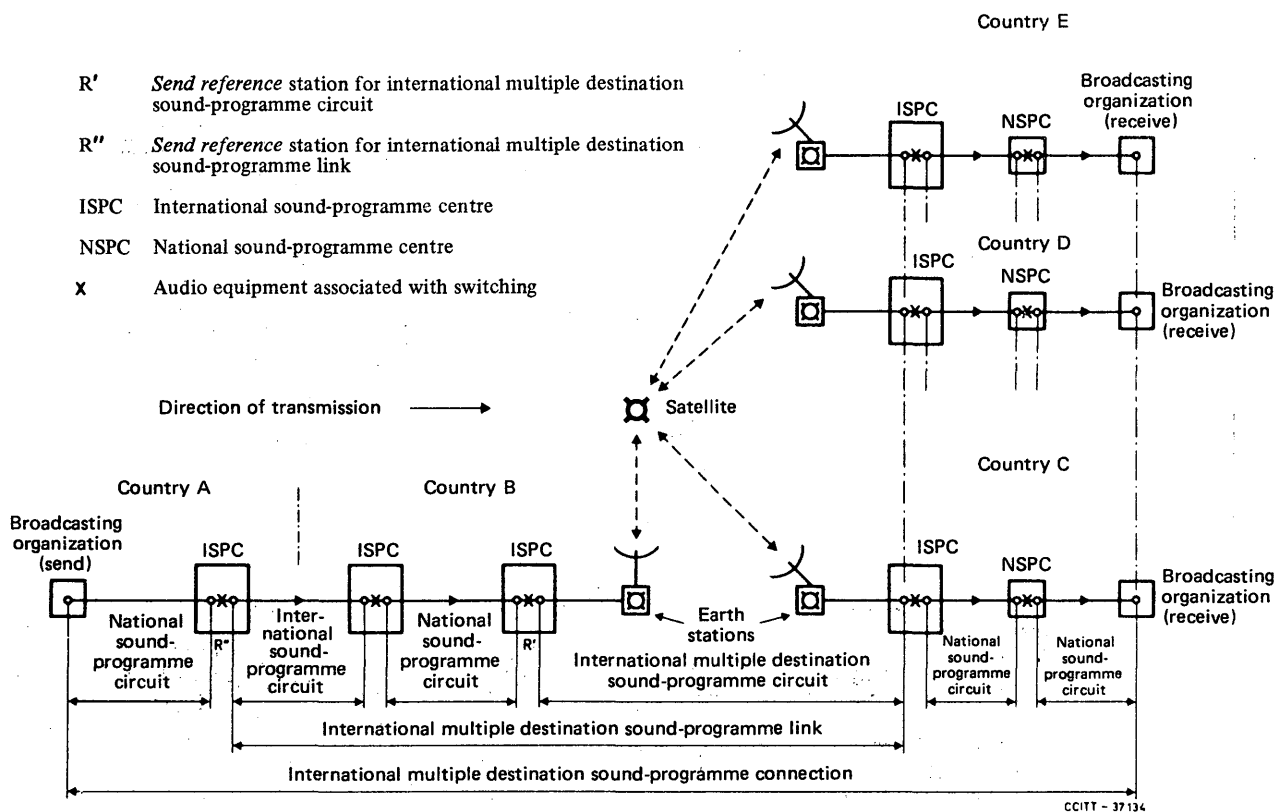 Country E
R' Send reference station for international multiple destination
sound-programme circuit
R'' Send reference station for international multiple destination
sound-programme link
ISPC International sound-programme centre
NSPC National sound-programme centre
X Audio equipment associated with switching
ISPC
NSPC
Broadcasting
organization
(receive)
Country D
ISPC
NSPC
Broadcasting
organization
(receive)
Direction of transmission
Satellite
Country C
Country A
Country B
Broadcasting
organization
(send)
ISPC
ISPC
ISPC
ISPC
NSPC
Broadcasting
organization
(receive)
Earth
stations
National
sound-
programme
circuit
R''
Inter-
national
sound-
programme
circuit
National
sound-
programme
circuit
R'
International multiple destination
sound-programme circuit
National
sound-
programme
circuit
National
sound-
programme
circuit
International multiple destination sound-programme link
International multiple destination sound-programme connection
CCITT - 37134